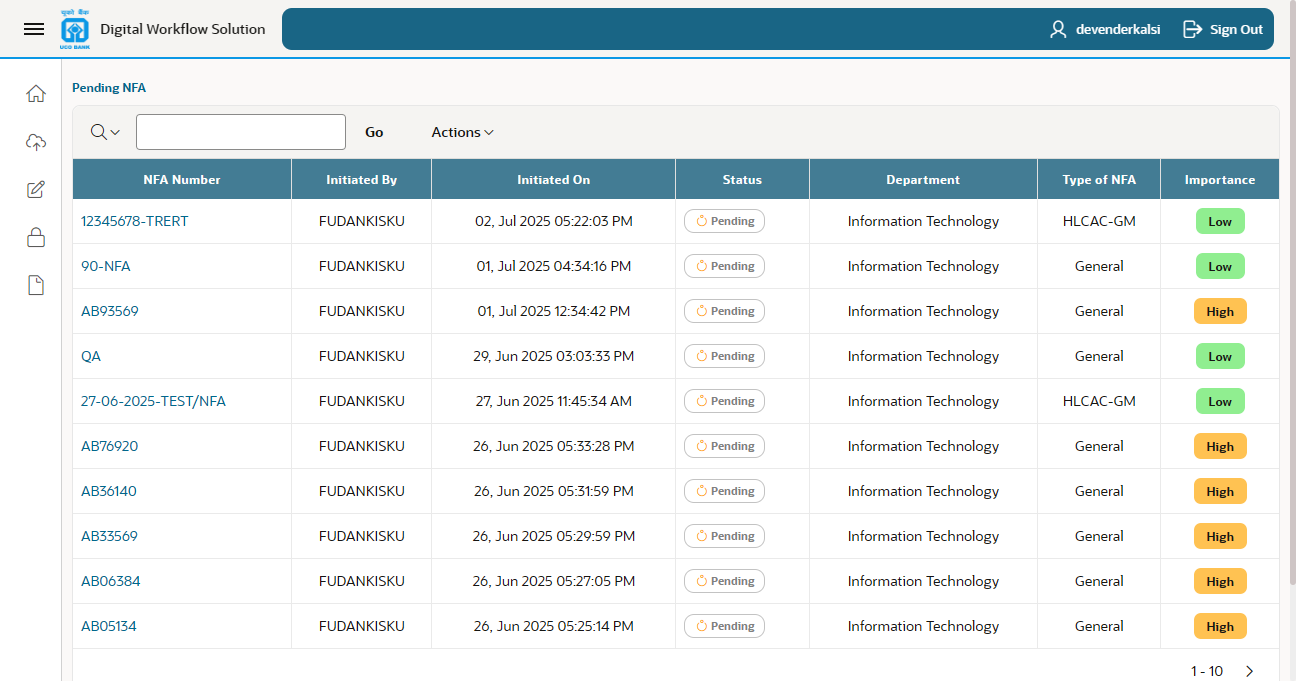 यूको बैंक
UCO BANK
Digital Workflow Solution
devenderkalsi
Sign Out
Pending NFA
Go
Actions
NFA Number Initiated By Initiated On Status Department Type of NFA Importance
12345678-TRERT FUDANKISKU 02, Jul 2025 05:22:03 PM Pending Information Technology HLCAC-GM Low
90-NFA FUDANKISKU 01, Jul 2025 04:34:16 PM Pending Information Technology General Low
AB93569 FUDANKISKU 01, Jul 2025 12:34:42 PM Pending Information Technology General High
QA FUDANKISKU 29, Jun 2025 03:03:33 PM Pending Information Technology General Low
27-06-2025-TEST/NFA FUDANKISKU 27, Jun 2025 11:45:34 AM Pending Information Technology HLCAC-GM Low
AB76920 FUDANKISKU 26, Jun 2025 05:33:28 PM Pending Information Technology General High
AB36140 FUDANKISKU 26, Jun 2025 05:31:59 PM Pending Information Technology General High
AB33569 FUDANKISKU 26, Jun 2025 05:29:59 PM Pending Information Technology General High
AB06384 FUDANKISKU 26, Jun 2025 05:27:05 PM Pending Information Technology General High
AB05134 FUDANKISKU 26, Jun 2025 05:25:14 PM Pending Information Technology General High
1 - 10